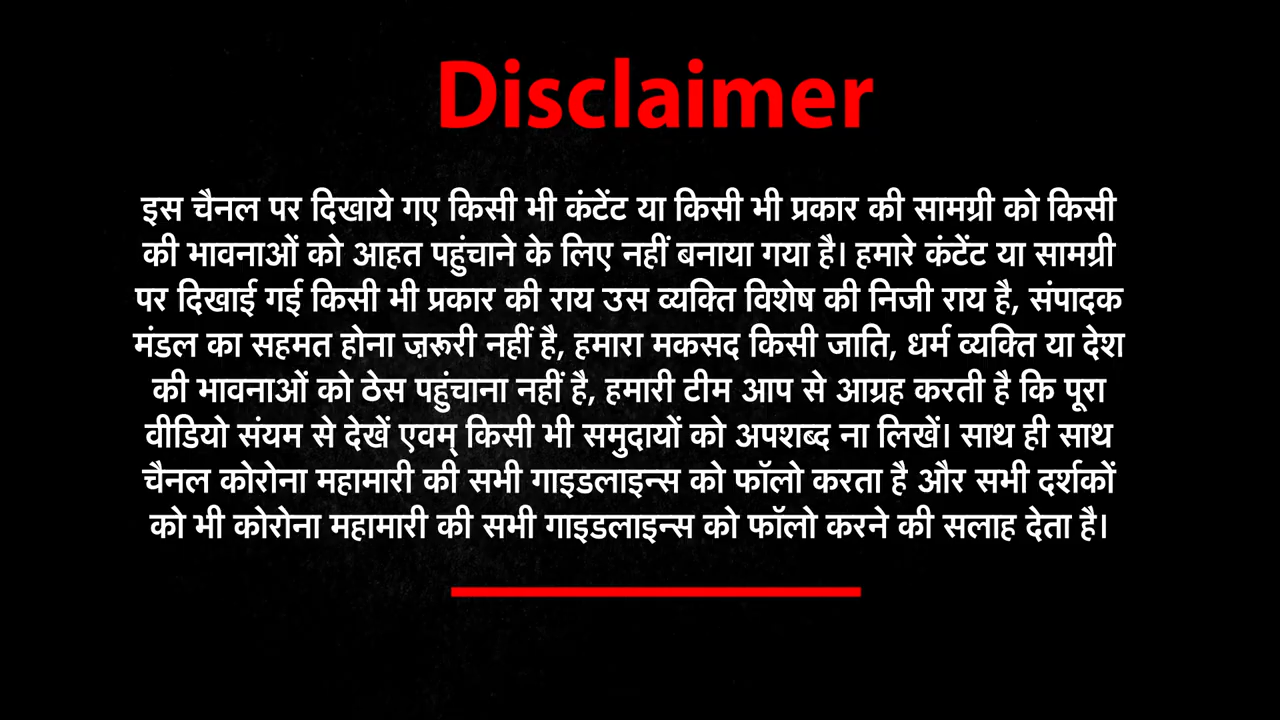 Disclaimer
इस चैनल पर दिखाये गए किसी भी कंटेंट या किसी भी प्रकार की सामग्री को किसी
की भावनाओं को आहत पहुंचाने के लिए नहीं बनाया गया है। हमारे कंटेंट या सामग्री
पर दिखाई गई किसी भी प्रकार की राय उस व्यक्ति विशेष की निजी राय है, संपादक
मंडल का सहमत होना ज़रूरी नहीं है, हमारा मकसद किसी जाति, धर्म व्यक्ति या देश
की भावनाओं को ठेस पहुंचाना नहीं है, हमारी टीम आप से आग्रह करती है कि पूरा
वीडियो संयम से देखें एवम् किसी भी समुदायों को अपशब्द ना लिखें। साथ ही साथ
चैनल कोरोना महामारी की सभी गाइडलाइन्स को फॉलो करता है और सभी दर्शकों
को भी कोरोना महामारी की सभी गाइडलाइन्स को फॉलो करने की सलाह देता है।